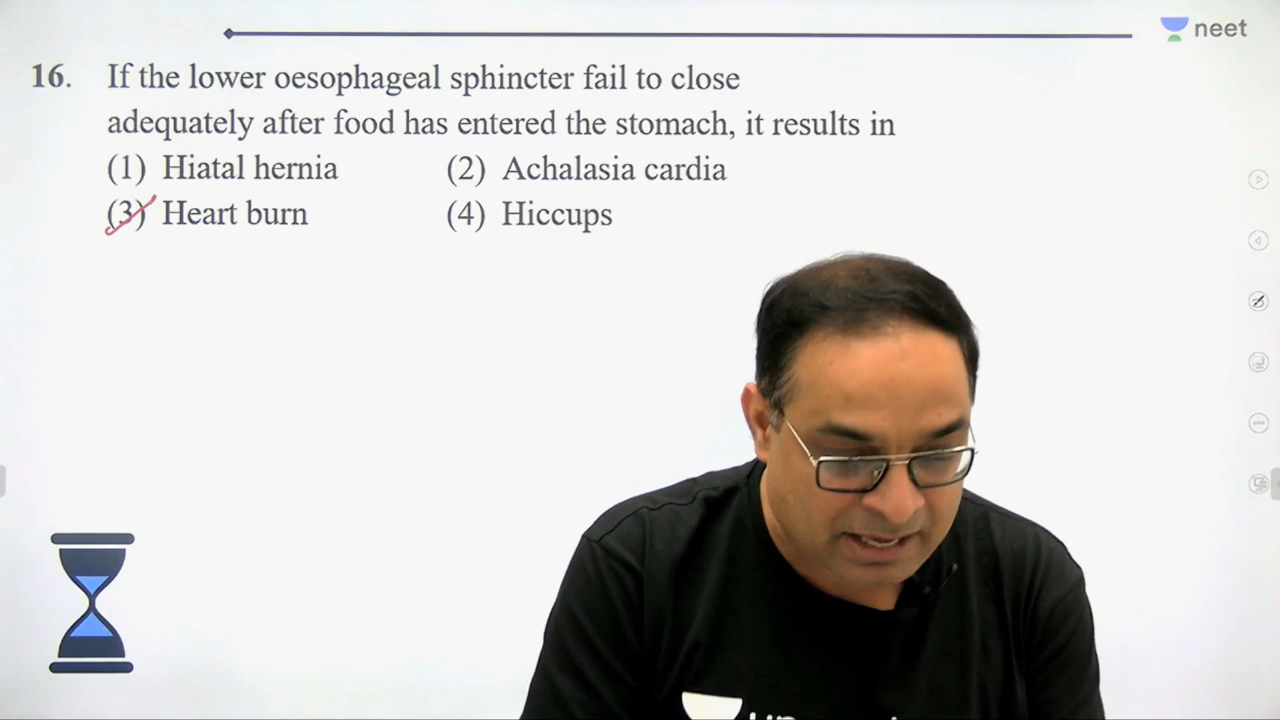 neet
16. If the lower oesophageal sphincter fail to close
adequately after food has entered the stomach, it results in
(1) Hiatal hernia (2) Achalasia cardia
(3) Heart burn (4) Hiccups